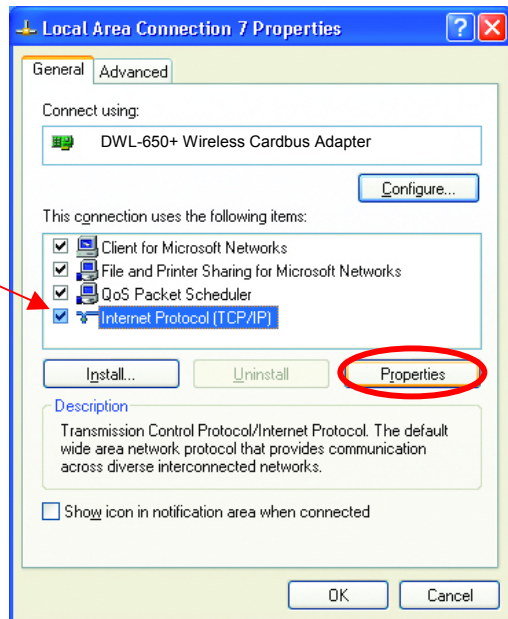 Local Area Connection 7 Properties
General Advanced
Connect using:
DWL-650+ Wireless Cardbus Adapter
Configure...
This connection uses the following items:
Client for Microsoft Networks
File and Printer Sharing for Microsoft Networks
QoS Packet Scheduler
Internet Protocol (TCP/IP)
Install... Uninstall Properties
Description
Transmission Control Protocol/Internet Protocol. The default
wide area network protocol that provides communication
across diverse interconnected networks.
Show icon in notification area when connected
OK Cancel